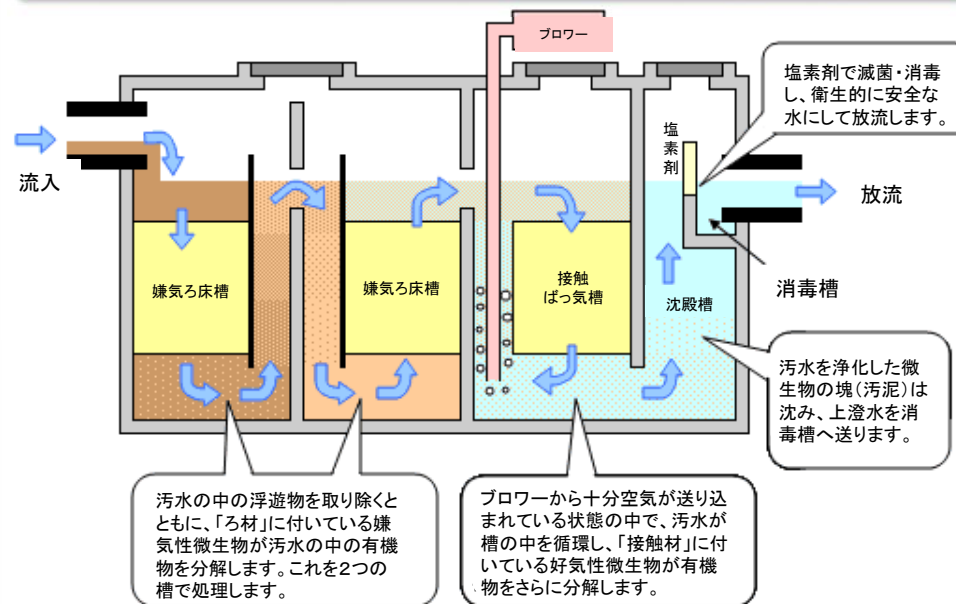 ブロワー
塩素剤で滅菌・消毒
し、衛生的に安全な
水にして放流します。
塩素剤
流入
放流
嫌気ろ床槽
嫌気ろ床槽
接触
ばっ気槽
沈殿槽
消毒槽
汚水を浄化した微
生物の塊(汚泥)は
沈み、上澄水を消
毒槽へ送ります。
汚水の中の浮遊物を取り除くと
ともに、「ろ材」に付いている嫌
気性微生物が汚水の中の有機
物を分解します。これを2つの
槽で処理します。
ブロワーから十分空気が送り込
まれている状態の中で、汚水が
槽の中を循環し、「接触材」に付
いている好気性微生物が有機
物をさらに分解します。